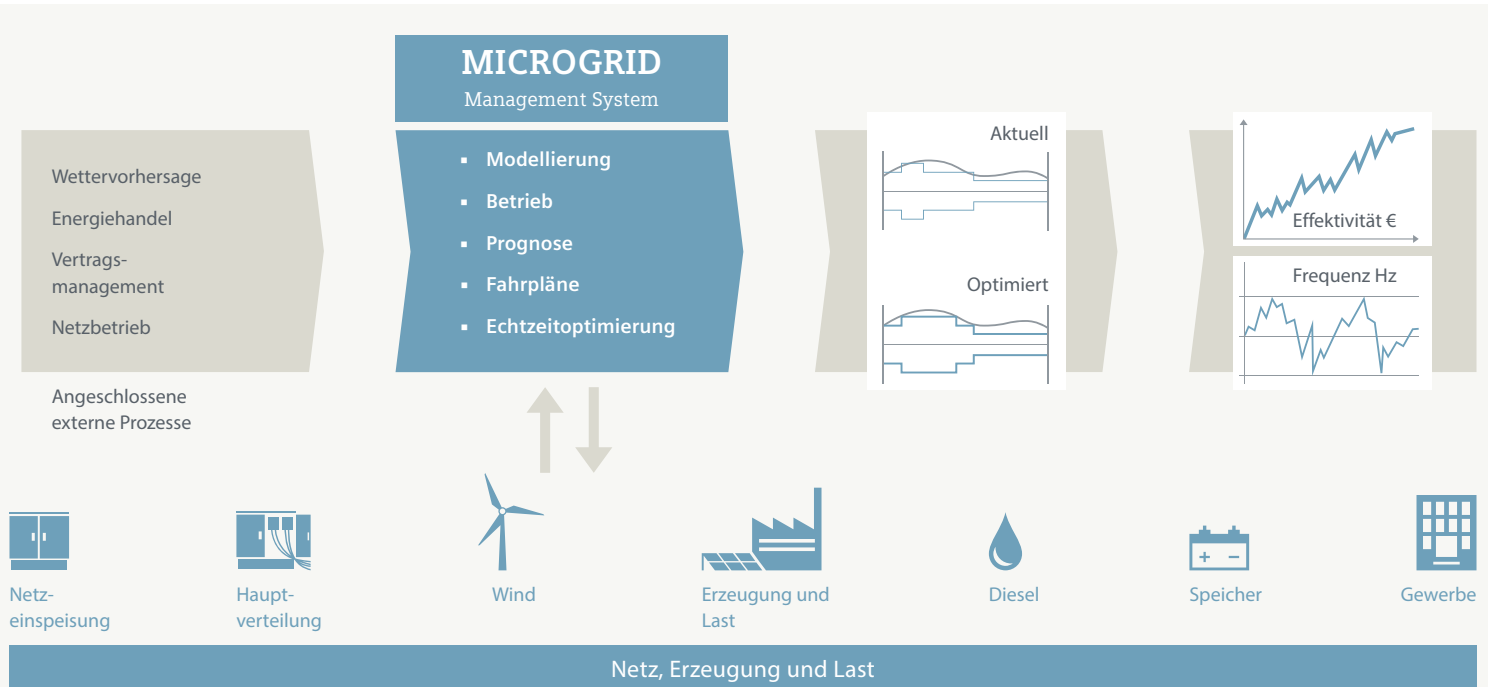 MICROGRID
Management System
Wettervorhersage
Energiehandel
Vertrags-
management
Netzbetrieb
Angeschlossene
externe Prozesse
▪ Modellierung
▪ Betrieb
▪ Prognose
▪ Fahrpläne
▪ Echtzeitoptimierung
Aktuell
Optimiert
Effektivität €
Frequenz Hz
Netz-
einspeisung
Haupt-
verteilung
Wind
Erzeugung und
Last
Diesel
+ −
Speicher
Gewerbe
Netz, Erzeugung und Last